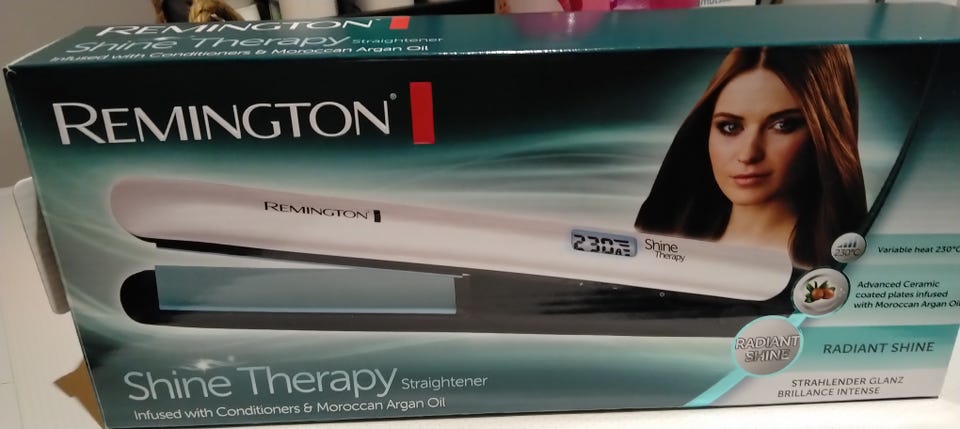 REMINGTON
Shine Therapy Straightener
Infused with Conditioners & Moroccan Argan Oil
REMINGTON®
REMINGTON
230
Shine
Therapy
230°C
Variable heat 230°C
Advanced Ceramic
coated plates infused
with Moroccan Argan Oil
RADIANT
SHINE
RADIANT SHINE
STRAHLENDER GLANZ
BRILLANCE INTENSE
Shine Therapy Straightener
Infused with Conditioners & Moroccan Argan Oil